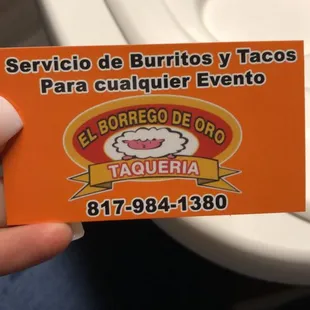 Servicio de Burritos y Tacos
Para cualquier Evento
EL BORREGO DE ORO
TAQUERIA
817-984-1380